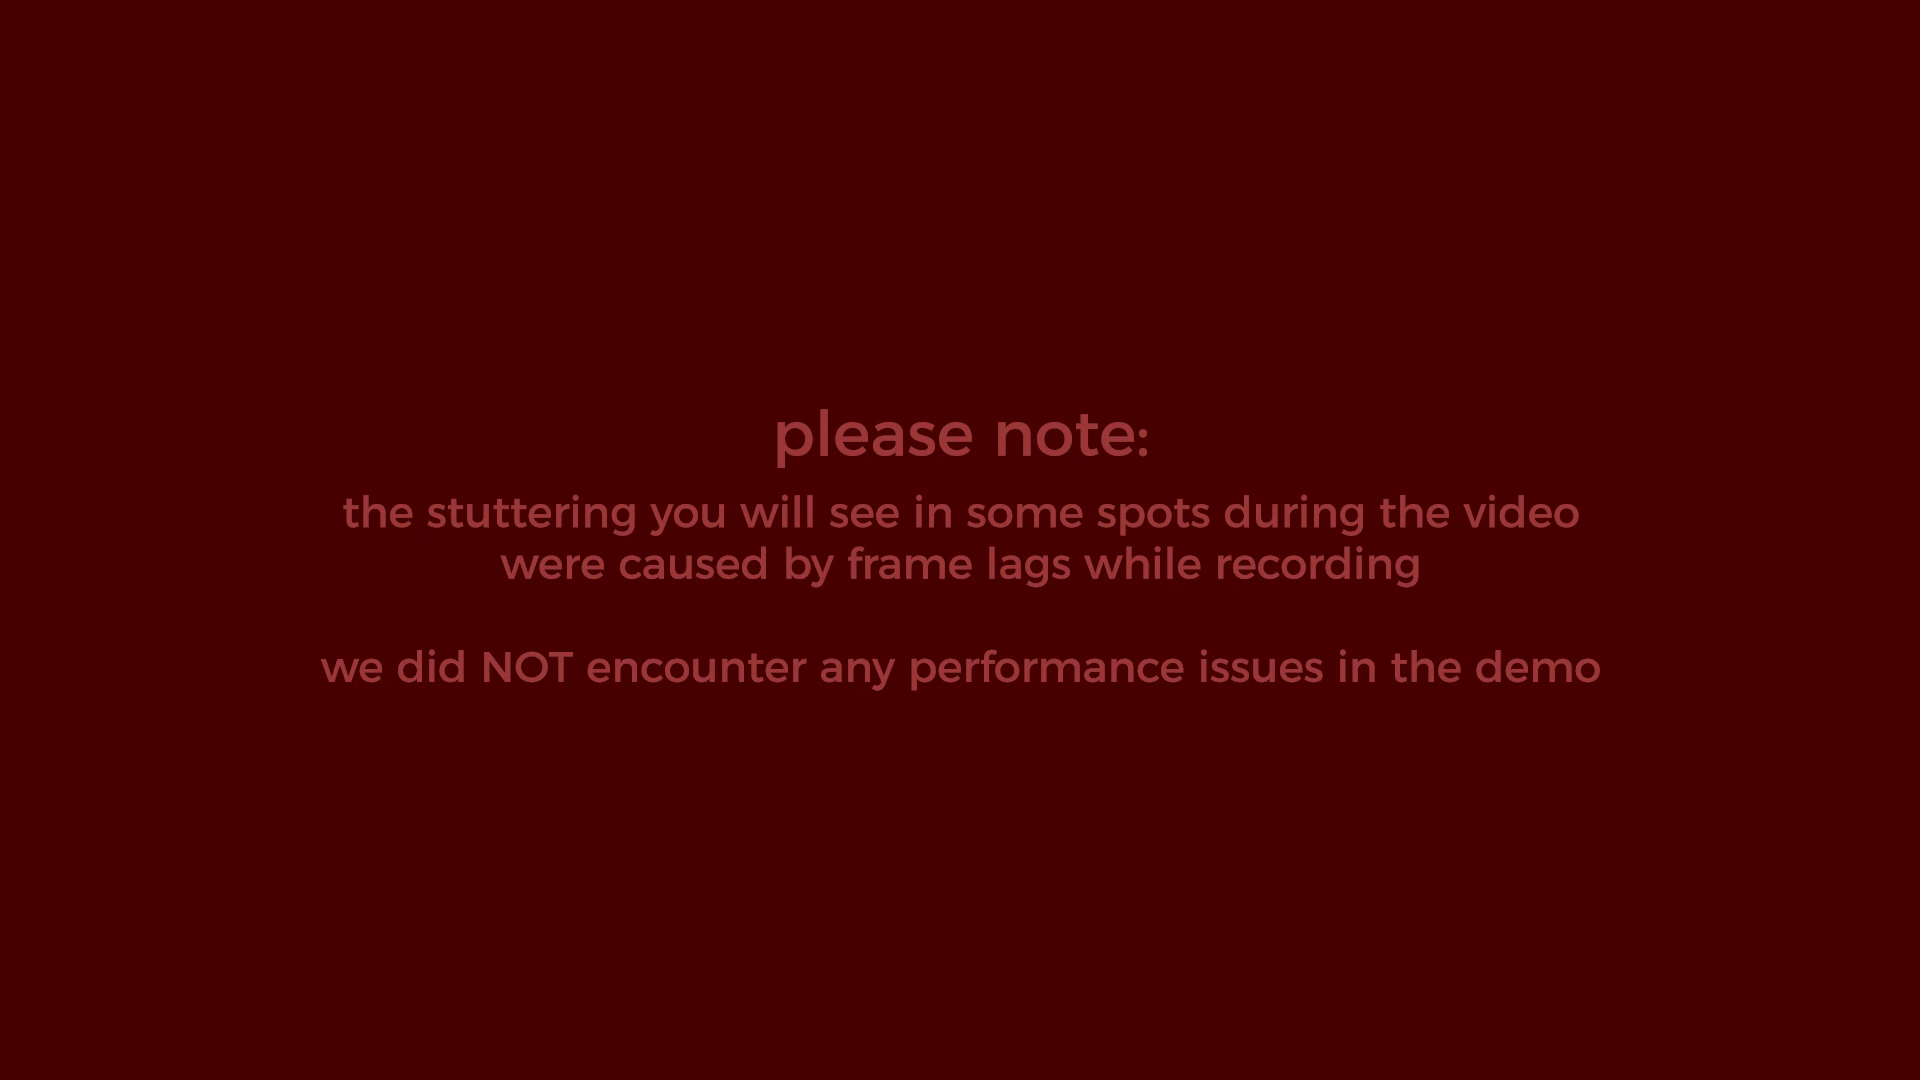 please note:
the stuttering you will see in some spots during the video
were caused by frame lags while recording
we did NOT encounter any performance issues in the demo